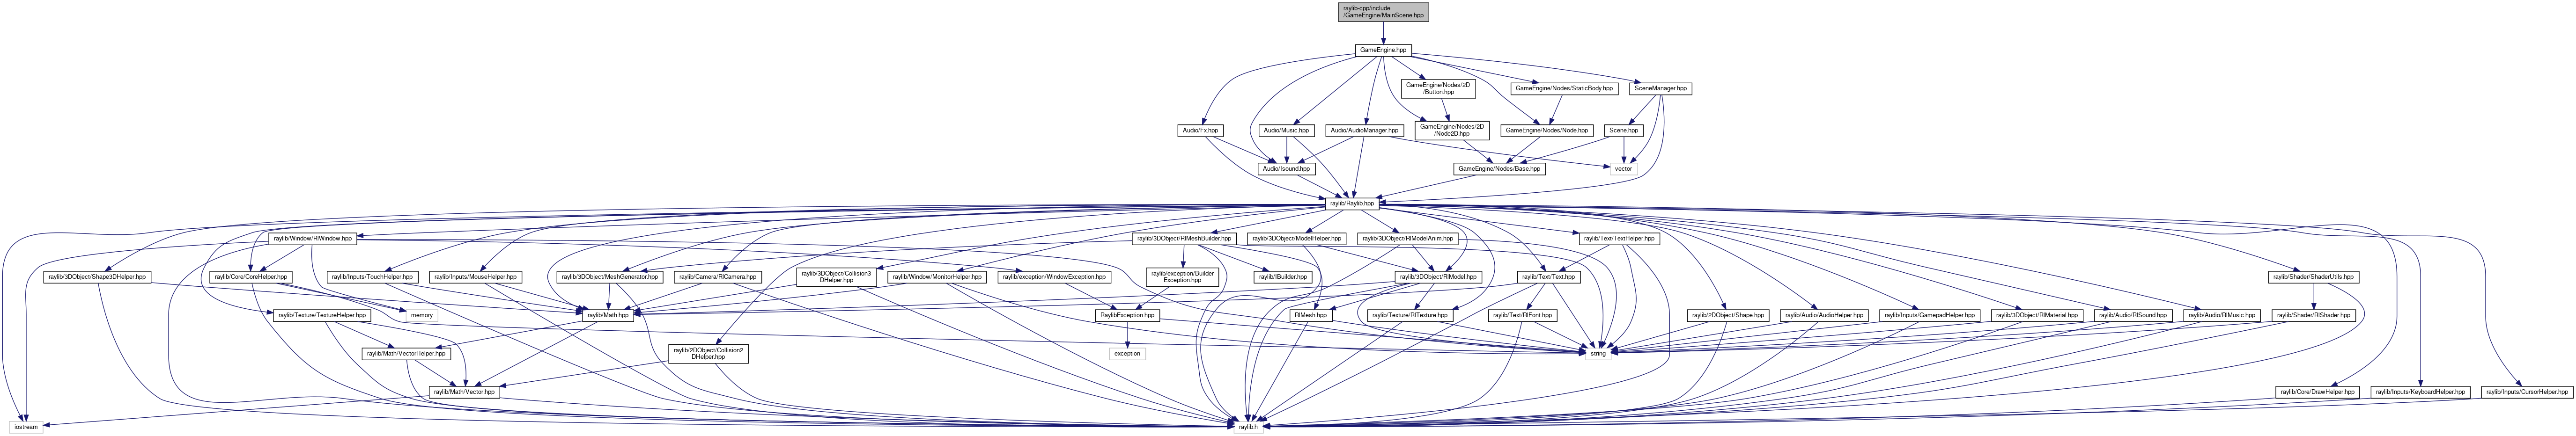 raylib-cpp/include
/GameEngine/MainScene.hpp
GameEngine.hpp
GameEngine/Nodes/2D
/Button.hpp
GameEngine/Nodes/StaticBody.hpp
SceneManager.hpp
Audio/Fx.hpp
Audio/Music.hpp
Audio/AudioManager.hpp
GameEngine/Nodes/2D
/Node2D.hpp
GameEngine/Nodes/Node.hpp
Scene.hpp
Audio/Isound.hpp
GameEngine/Nodes/Base.hpp
vector
raylib/Raylib.hpp
raylib/Window/RlWindow.hpp
raylib/3DObject/RlMeshBuilder.hpp
raylib/3DObject/ModelHelper.hpp
raylib/3DObject/RlModelAnim.hpp
raylib/Text/TextHelper.hpp
raylib/3DObject/Shape3DHelper.hpp
raylib/Core/CoreHelper.hpp
raylib/Inputs/TouchHelper.hpp
raylib/Inputs/MouseHelper.hpp
raylib/3DObject/MeshGenerator.hpp
raylib/Camera/RlCamera.hpp
raylib/3DObject/Collision3
DHelper.hpp
raylib/Window/MonitorHelper.hpp
raylib/exception/WindowException.hpp
raylib/exception/Builder
Exception.hpp
raylib/IBuilder.hpp
raylib/3DObject/RlModel.hpp
raylib/Text/Text.hpp
raylib/Shader/ShaderUtils.hpp
raylib/Texture/TextureHelper.hpp
memory
raylib/Math.hpp
RaylibException.hpp
RlMesh.hpp
raylib/Texture/RlTexture.hpp
raylib/Text/RlFont.hpp
raylib/2DObject/Shape.hpp
raylib/Audio/AudioHelper.hpp
raylib/Inputs/GamepadHelper.hpp
raylib/3DObject/RlMaterial.hpp
raylib/Audio/RlSound.hpp
raylib/Audio/RlMusic.hpp
raylib/Shader/RlShader.hpp
raylib/Math/VectorHelper.hpp
raylib/2DObject/Collision2
DHelper.hpp
exception
string
raylib/Math/Vector.hpp
raylib/Core/DrawHelper.hpp
raylib/Inputs/KeyboardHelper.hpp
raylib/Inputs/CursorHelper.hpp
iostream
raylib.h